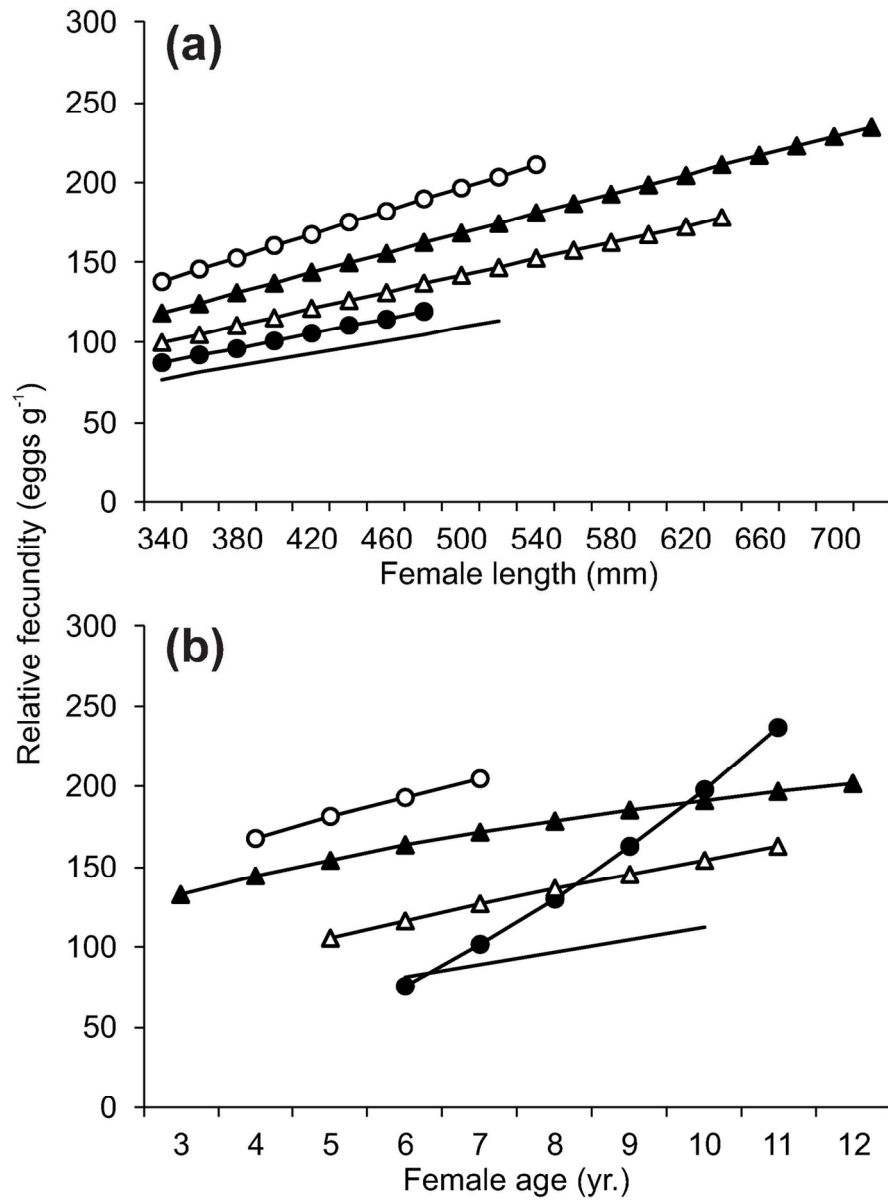 Relative fecundity (eggs g⁻¹)
(a)
300
250
200
150
100
50
0
340 380 420 460 500 540 580 620 660 700
Female length (mm)
(b)
300
250
200
150
100
50
0
3 4 5 6 7 8 9 10 11 12
Female age (yr.)